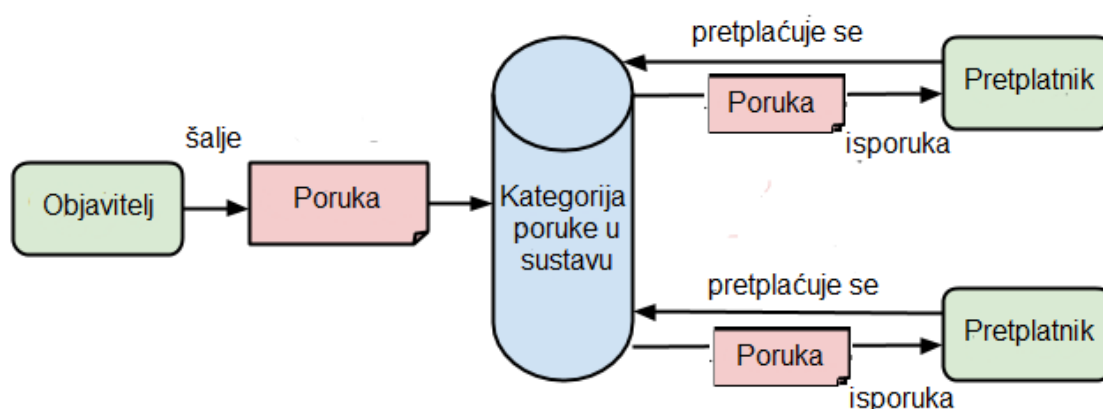 šalje
Objavitelj
Poruka
Kategorija
poruke u
sustavu
pretplaćuje se
Poruka
isporuka
Pretplatnik
pretplaćuje se
Poruka
isporuka
Pretplatnik